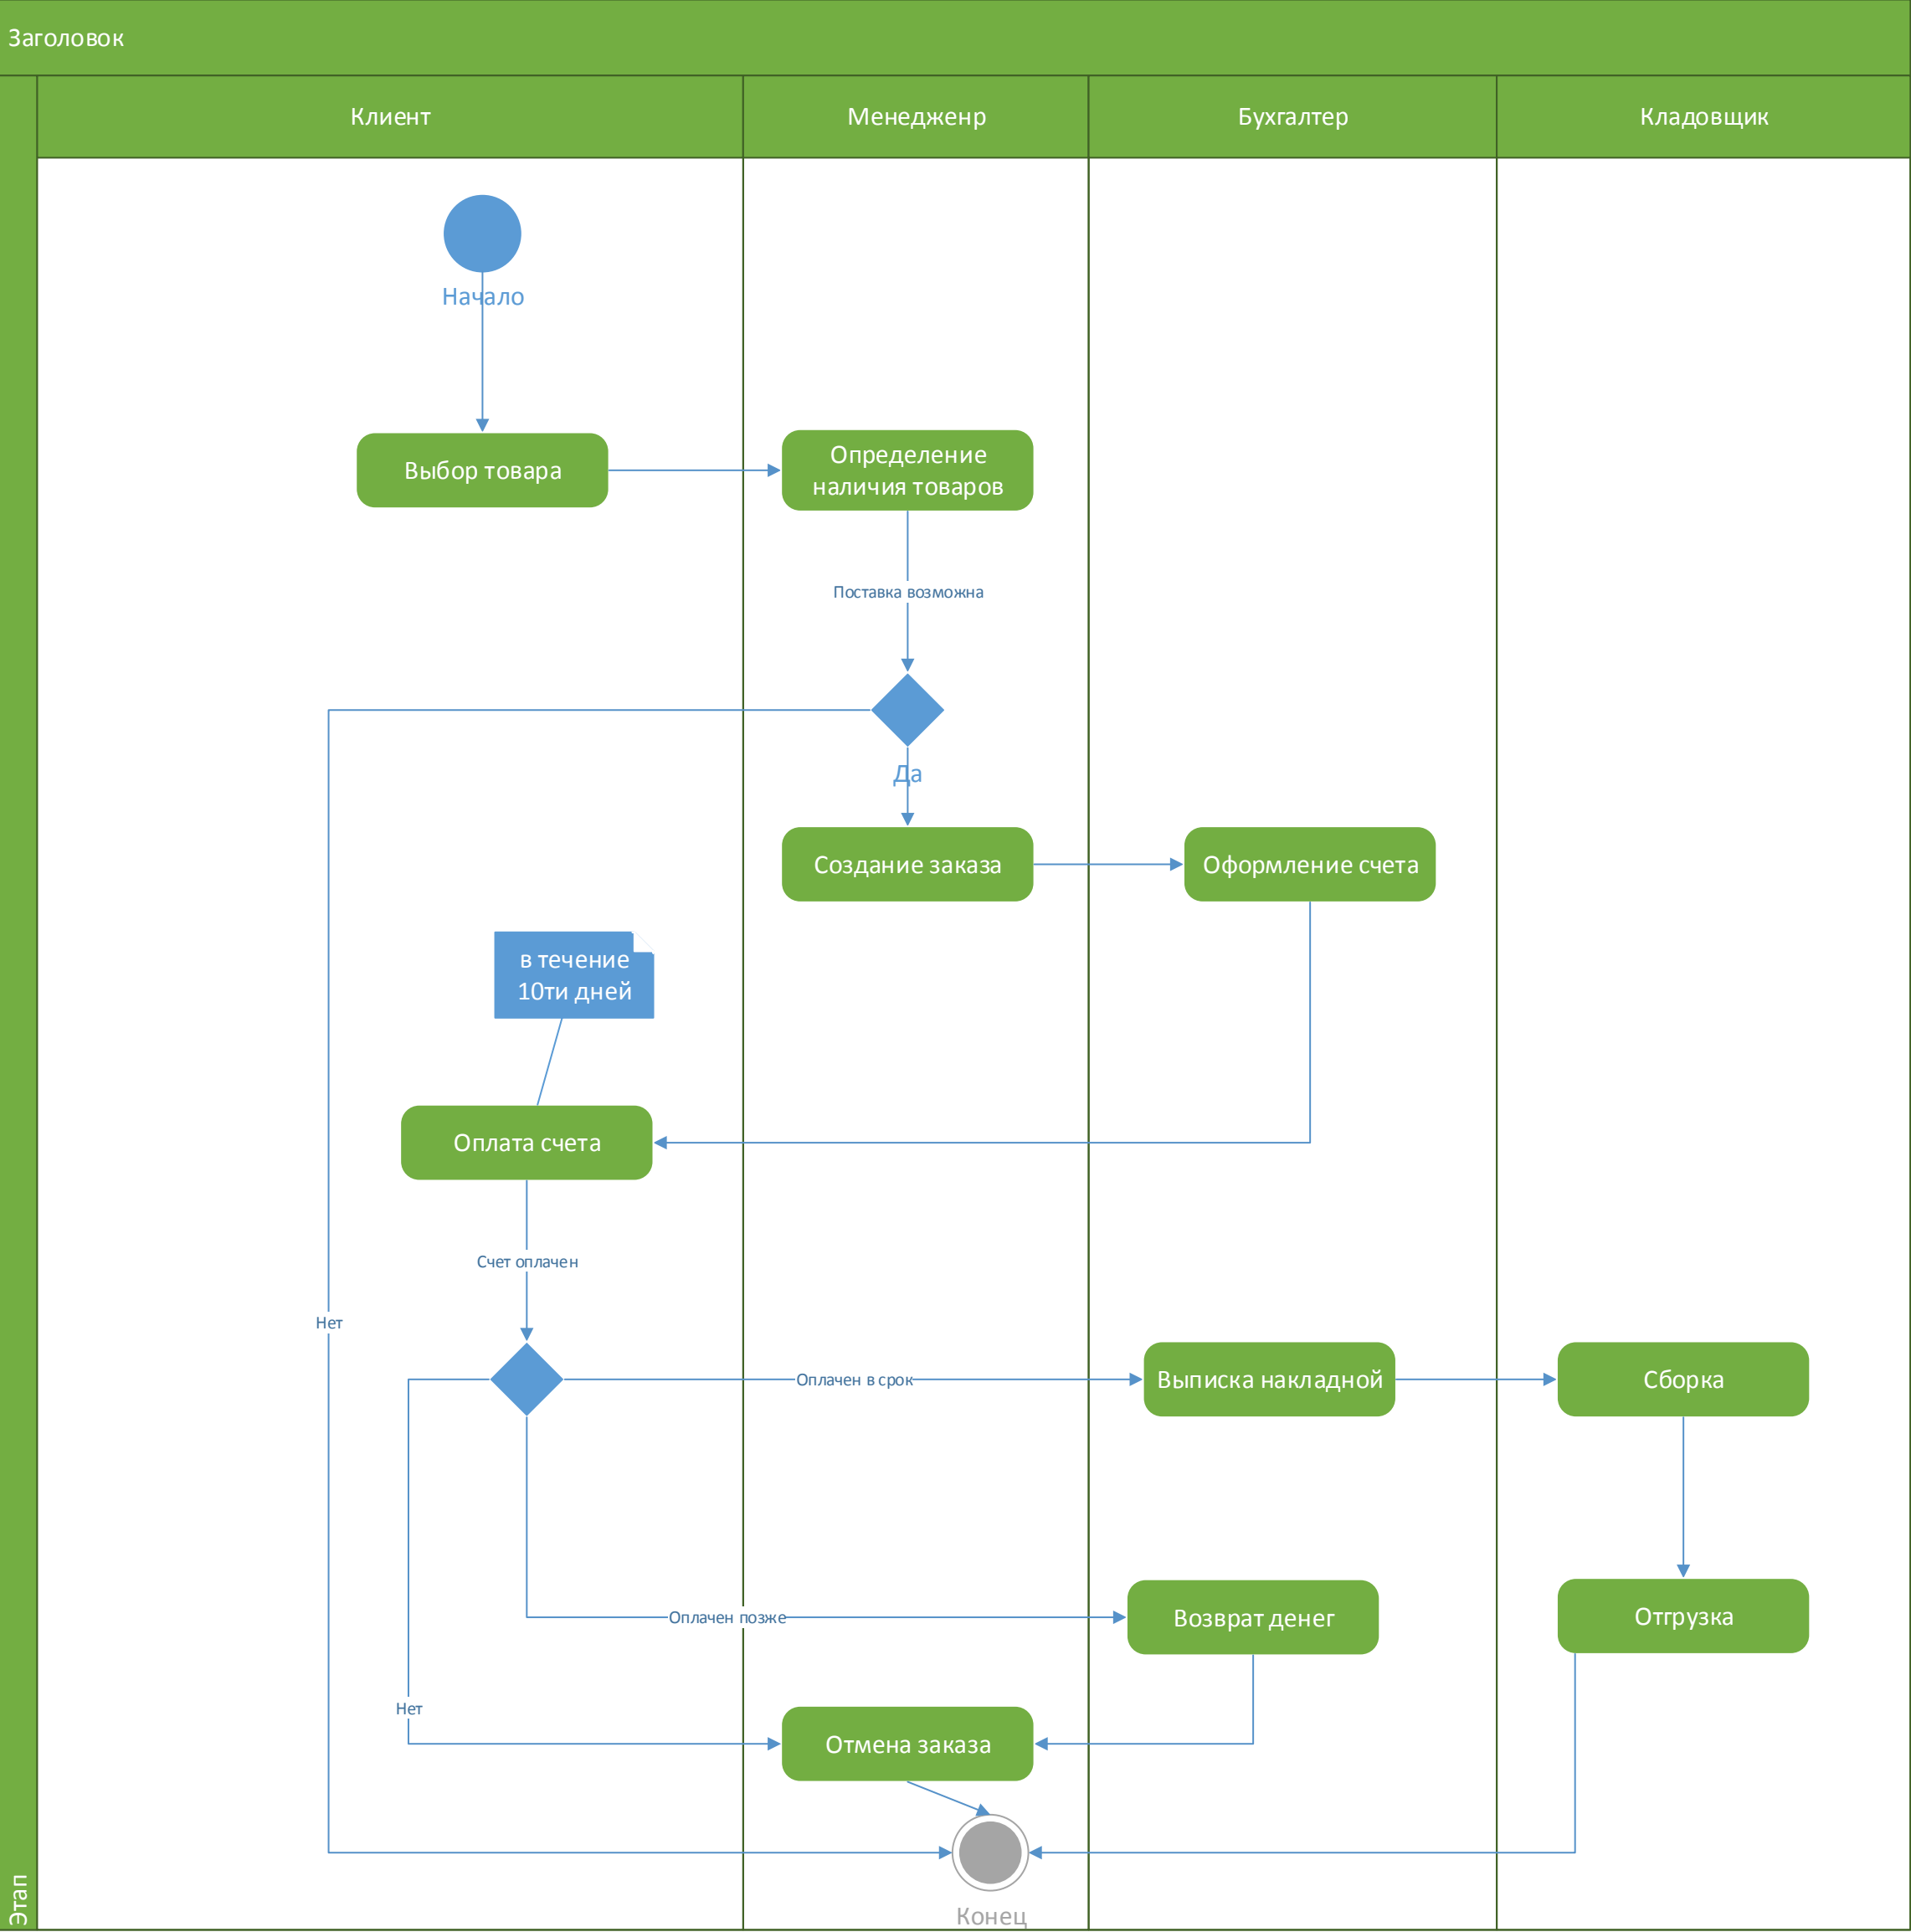 Заголовок
Клиент
Менедженр
Бухгалтер
Кладовщик
Начало
Выбор товара
Определение
наличия товаров
Поставка возможна
Да
Создание заказа
Оформление счета
в течение
10ти дней
Оплата счета
Счет оплачен
Нет
Оплачен в срок
Выписка накладной
Сборка
Оплачен позже
Возврат денег
Отгрузка
Нет
Отмена заказа
Этап
Конец